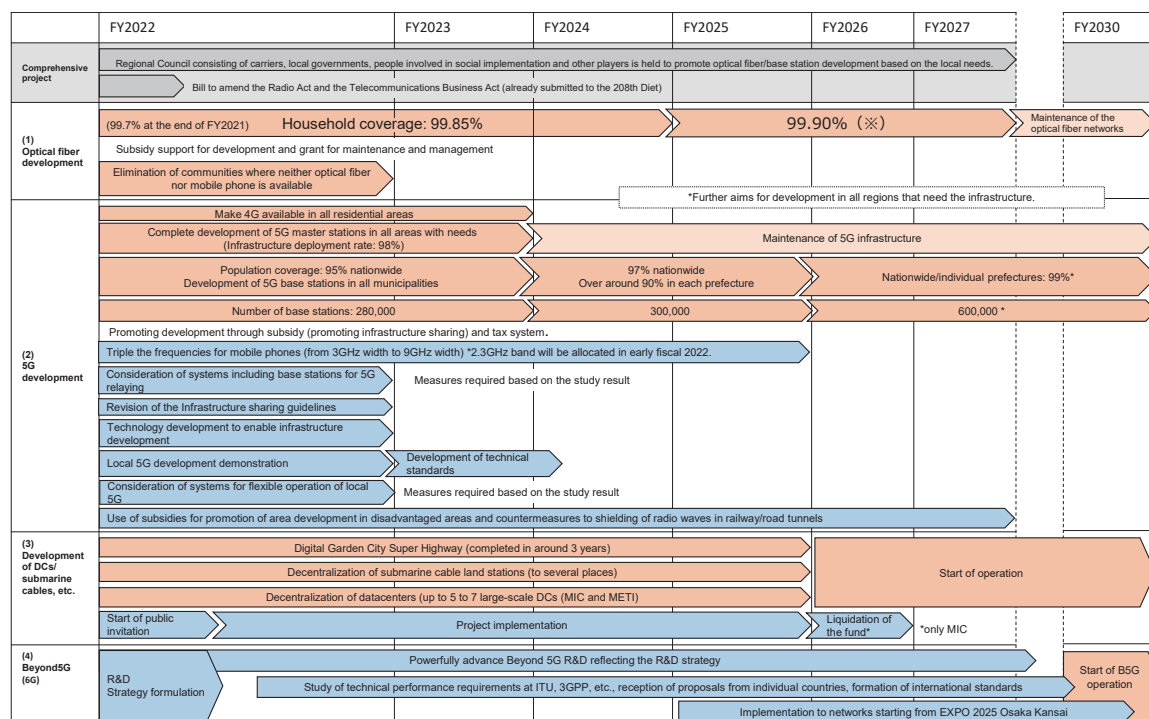 FY2022 FY2023 FY2024 FY2025 FY2026 FY2027 FY2030
Comprehensive
project
Regional Council consisting of carriers, local governments, people involved in social implementation and other players is held to promote optical fiber/base station development based on the local needs.
Bill to amend the Radio Act and the Telecommunications Business Act (already submitted to the 208th Diet)
(1)
Optical fiber
development
(99.7% at the end of FY2021) Household coverage: 99.85%
99.90% (※)
Maintenance of the
optical fiber networks
Subsidy support for development and grant for maintenance and management
Elimination of communities where neither optical fiber
nor mobile phone is available
*Further aims for development in all regions that need the infrastructure.
(2)
5G
development
Make 4G available in all residential areas
Complete development of 5G master stations in all areas with needs
(Infrastructure deployment rate: 98%)
Maintenance of 5G infrastructure
Population coverage: 95% nationwide
Development of 5G base stations in all municipalities
97% nationwide
Over around 90% in each prefecture
Nationwide/individual prefectures: 99%*
Number of base stations: 280,000
300,000
600,000 *
Promoting development through subsidy (promoting infrastructure sharing) and tax system.
Triple the frequencies for mobile phones (from 3GHz width to 9GHz width) *2.3GHz band will be allocated in early fiscal 2022.
Consideration of systems including base stations for 5G
relaying
Measures required based on the study result
Revision of the Infrastructure sharing guidelines
Technology development to enable infrastructure
development
Local 5G development demonstration
Development of technical
standards
Consideration of systems for flexible operation of local
5G
Measures required based on the study result
Use of subsidies for promotion of area development in disadvantaged areas and countermeasures to shielding of radio waves in railway/road tunnels
(3)
Development
of DCs/
submarine
cables, etc.
Digital Garden City Super Highway (completed in around 3 years)
Decentralization of submarine cable land stations (to several places)
Decentralization of datacenters (up to 5 to 7 large-scale DCs (MIC and METI)
Start of operation
Start of public
invitation
Project implementation
Liquidation of
the fund*
*only MIC
(4)
Beyond5G
(6G)
R&D
Strategy formulation
Powerfully advance Beyond 5G R&D reflecting the R&D strategy
Study of technical performance requirements at ITU, 3GPP, etc., reception of proposals from individual countries, formation of international standards
Implementation to networks starting from EXPO 2025 Osaka Kansai
Start of B5G
operation